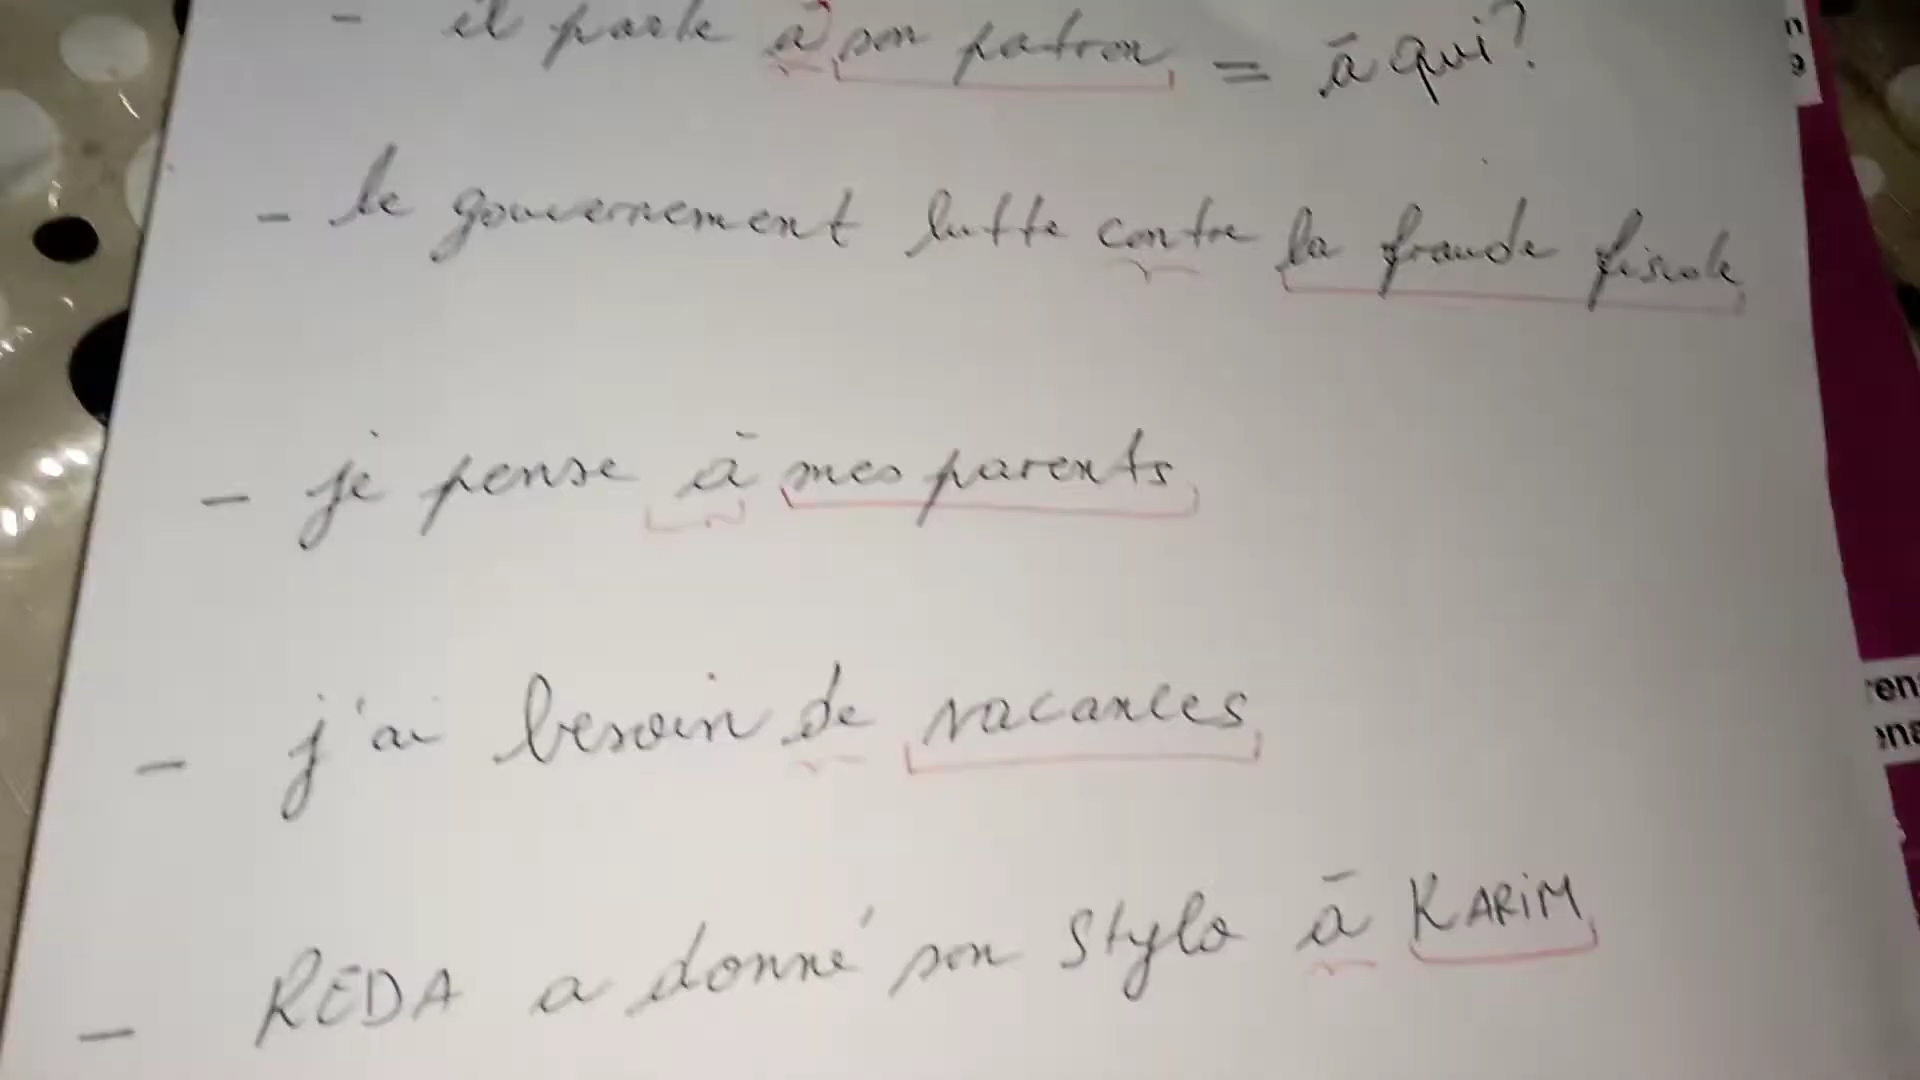 - il parle à son patron = à qui?
- le gouvernement lutte contre la fraude fiscale
- je pense à mes parents
- j'ai besoin de vacances
- REDA a donné son stylo à KARIM